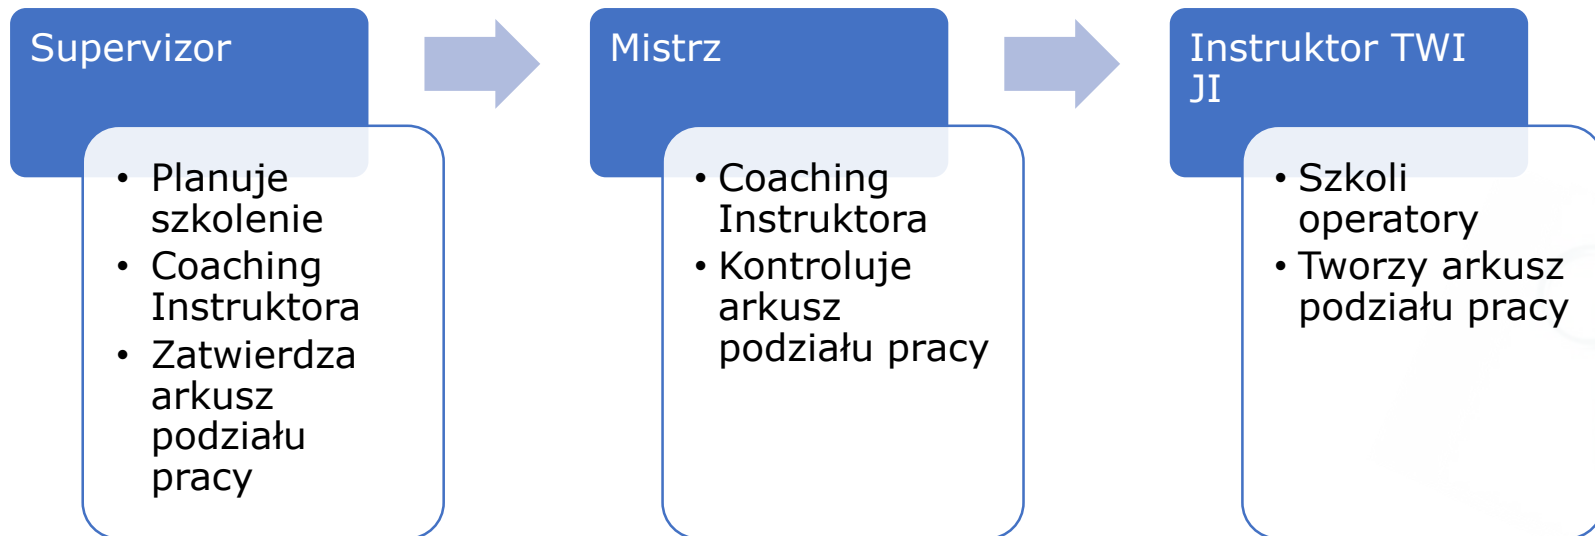 Supervizor
• Planuje
szkolenie
• Coaching
Instruktora
• Zatwierdza
arkusz
podziału
pracy
Mistrz
• Coaching
Instruktora
• Kontroluje
arkusz
podziału pracy
Instruktor TWI
JI
• Szkoli
operatory
• Tworzy arkusz
podziału pracy